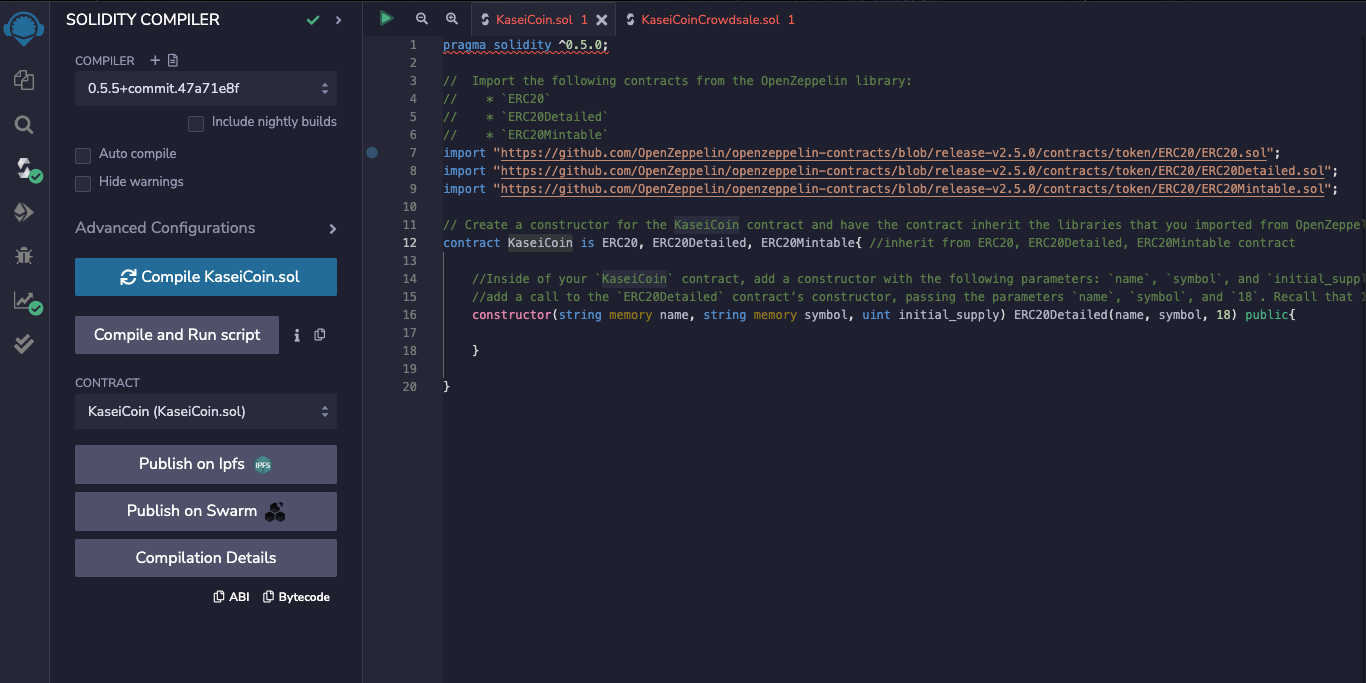 SOLIDITY COMPILER
COMPILER
0.5.5+commit.47a71e8f
Include nightly builds
Auto compile
Hide warnings
Advanced Configurations
Compile KaseiCoin.sol
Compile and Run script
CONTRACT
KaseiCoin (KaseiCoin.sol)
Publish on Ipfs IPFS
Publish on Swarm
Compilation Details
ABI Bytecode
KaseiCoin.sol 1 KaseiCoinCrowdsale.sol 1
1 pragma solidity ^0.5.0;
2
3 //  Import the following contracts from the OpenZeppelin library:
4 //    * `ERC20`
5 //    * `ERC20Detailed`
6 //    * `ERC20Mintable`
7 import "https://github.com/OpenZeppelin/openzeppelin-contracts/blob/release-v2.5.0/contracts/token/ERC20/ERC20.sol";
8 import "https://github.com/OpenZeppelin/openzeppelin-contracts/blob/release-v2.5.0/contracts/token/ERC20/ERC20Detailed.sol";
9 import "https://github.com/OpenZeppelin/openzeppelin-contracts/blob/release-v2.5.0/contracts/token/ERC20/ERC20Mintable.sol";
10
11 // Create a constructor for the KaseiCoin contract and have the contract inherit the libraries that you imported from OpenZeppel
12 contract KaseiCoin is ERC20, ERC20Detailed, ERC20Mintable{ //inherit from ERC20, ERC20Detailed, ERC20Mintable contract
13
14 //Inside of your `KaseiCoin` contract, add a constructor with the following parameters: `name`, `symbol`, and `initial_suppl
15 //add a call to the `ERC20Detailed` contract's constructor, passing the parameters `name`, `symbol`, and `18`. Recall that 1
16 constructor(string memory name, string memory symbol, uint initial_supply) ERC20Detailed(name, symbol, 18) public{
17
18 }
19
20 }